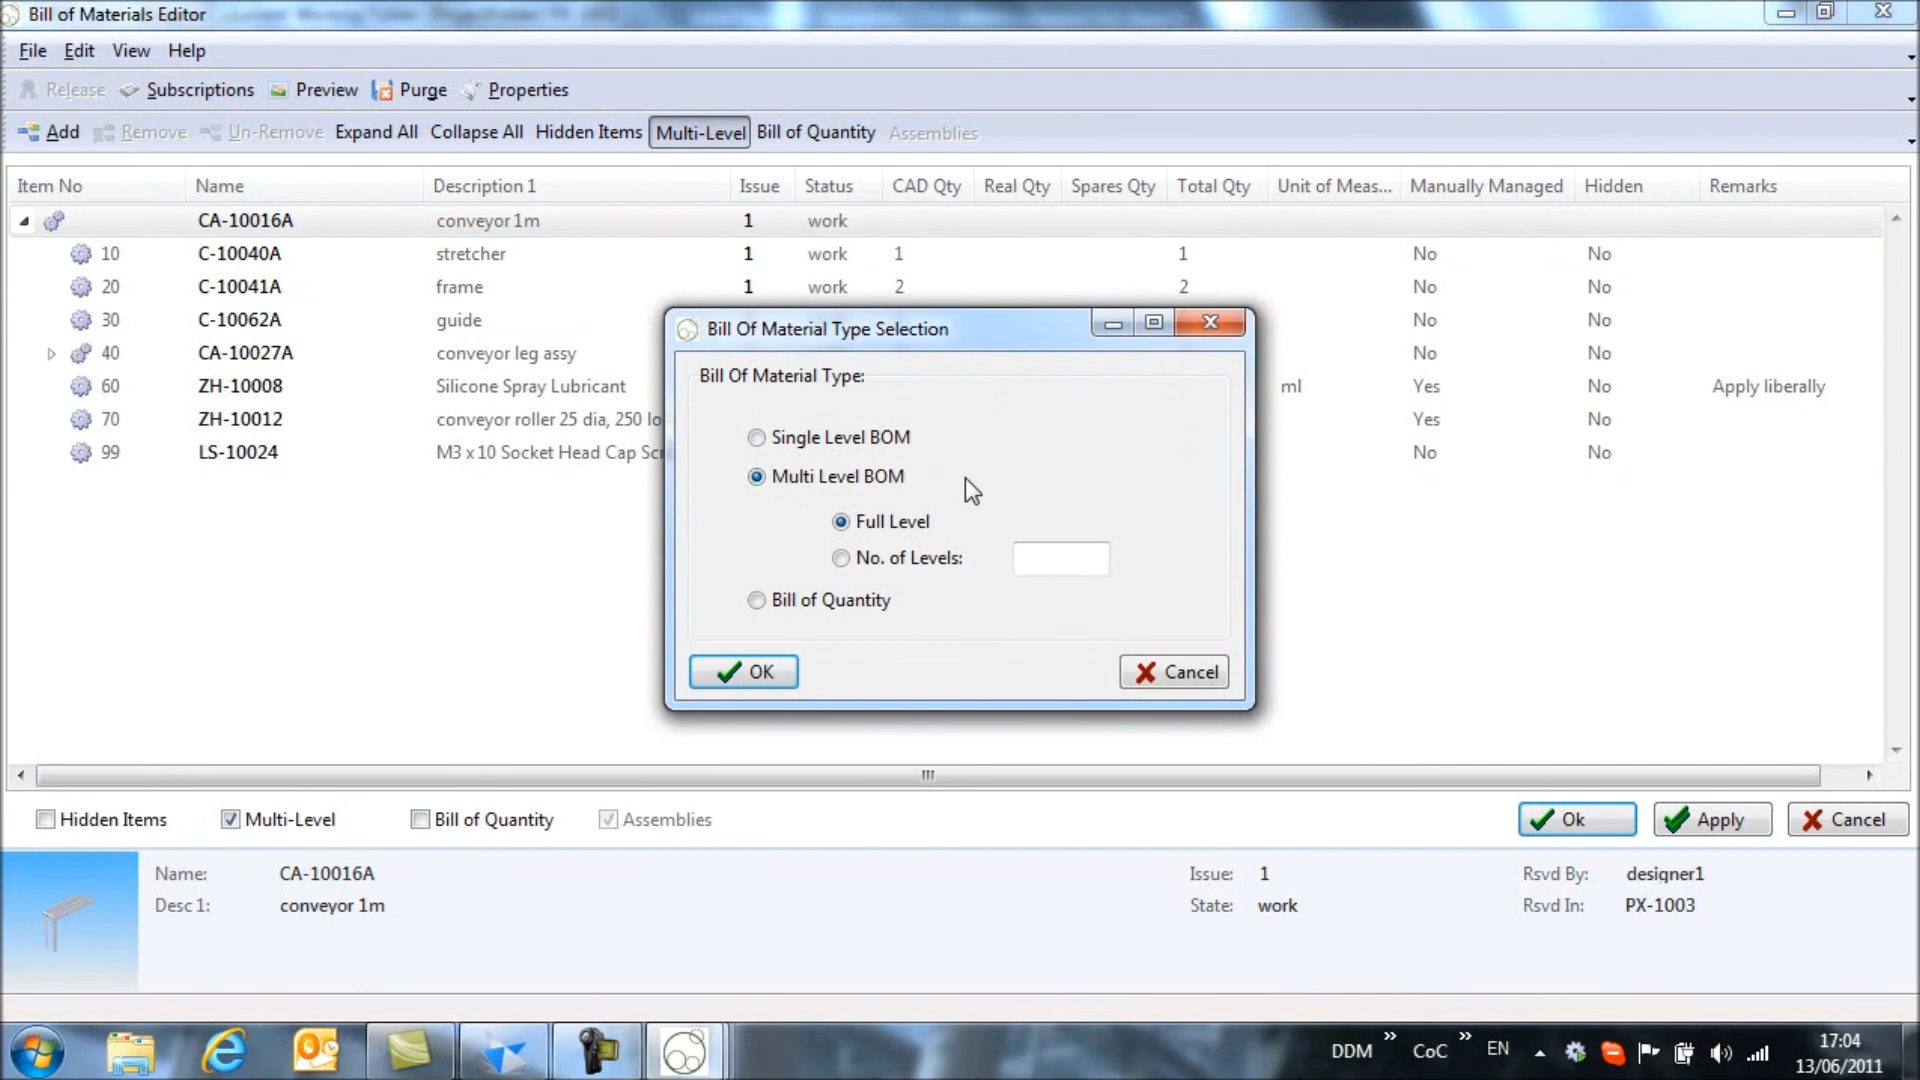 Bill of Materials Editor
File Edit View Help
Release Subscriptions Preview Purge Properties
Add Remove Un-Remove Expand All Collapse All Hidden Items Multi-Level Bill of Quantity Assemblies
Item No Name Description 1 Issue Status CAD Qty Real Qty Spares Qty Total Qty Unit of Meas... Manually Managed Hidden Remarks
CA-10016A conveyor 1m 1 work
10 C-10040A stretcher 1 work 1 1 No No
20 C-10041A frame 1 work 2 2 No No
30 C-10062A guide No No
40 CA-10027A conveyor leg assy No No
60 ZH-10008 Silicone Spray Lubricant ml Yes No Apply liberally
70 ZH-10012 conveyor roller 25 dia, 250 lo Yes No
99 LS-10024 M3 x 10 Socket Head Cap Scr No No
Bill Of Material Type Selection
Bill Of Material Type:
Single Level BOM
Multi Level BOM
Full Level
No. of Levels:
Bill of Quantity
OK Cancel
Hidden Items Multi-Level Bill of Quantity Assemblies Ok Apply Cancel
Name: CA-10016A Issue: 1 Rsvd By: designer1
Desc 1: conveyor 1m State: work Rsvd In: PX-1003
DDM CoC EN 17:04
13/06/2011